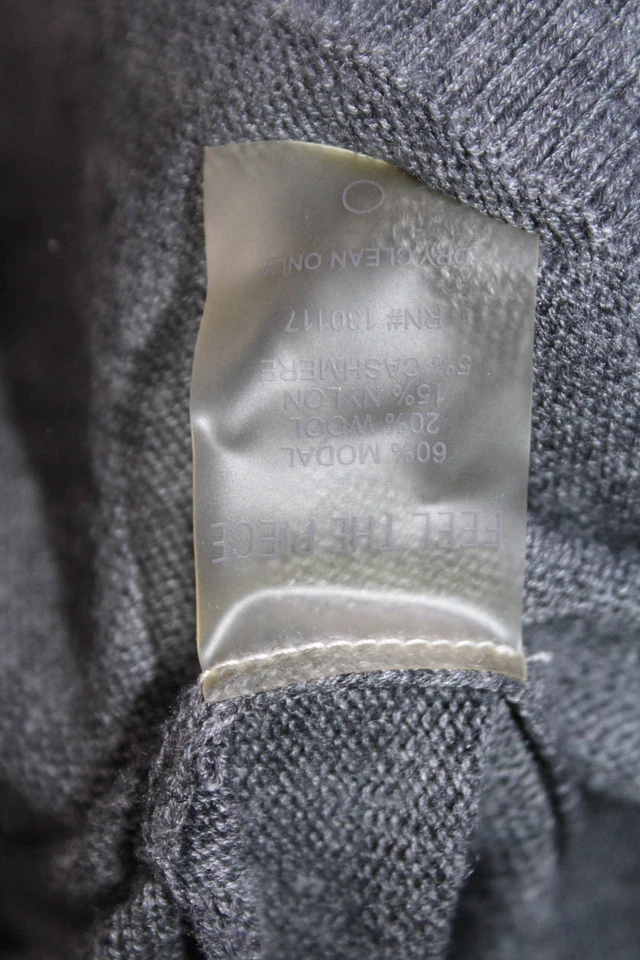 FEEL THE PIECE
60% MODAL
20% WOOL
15% NYLON
5% CASHMERE
RN# 130117
DRY CLEAN ONLY